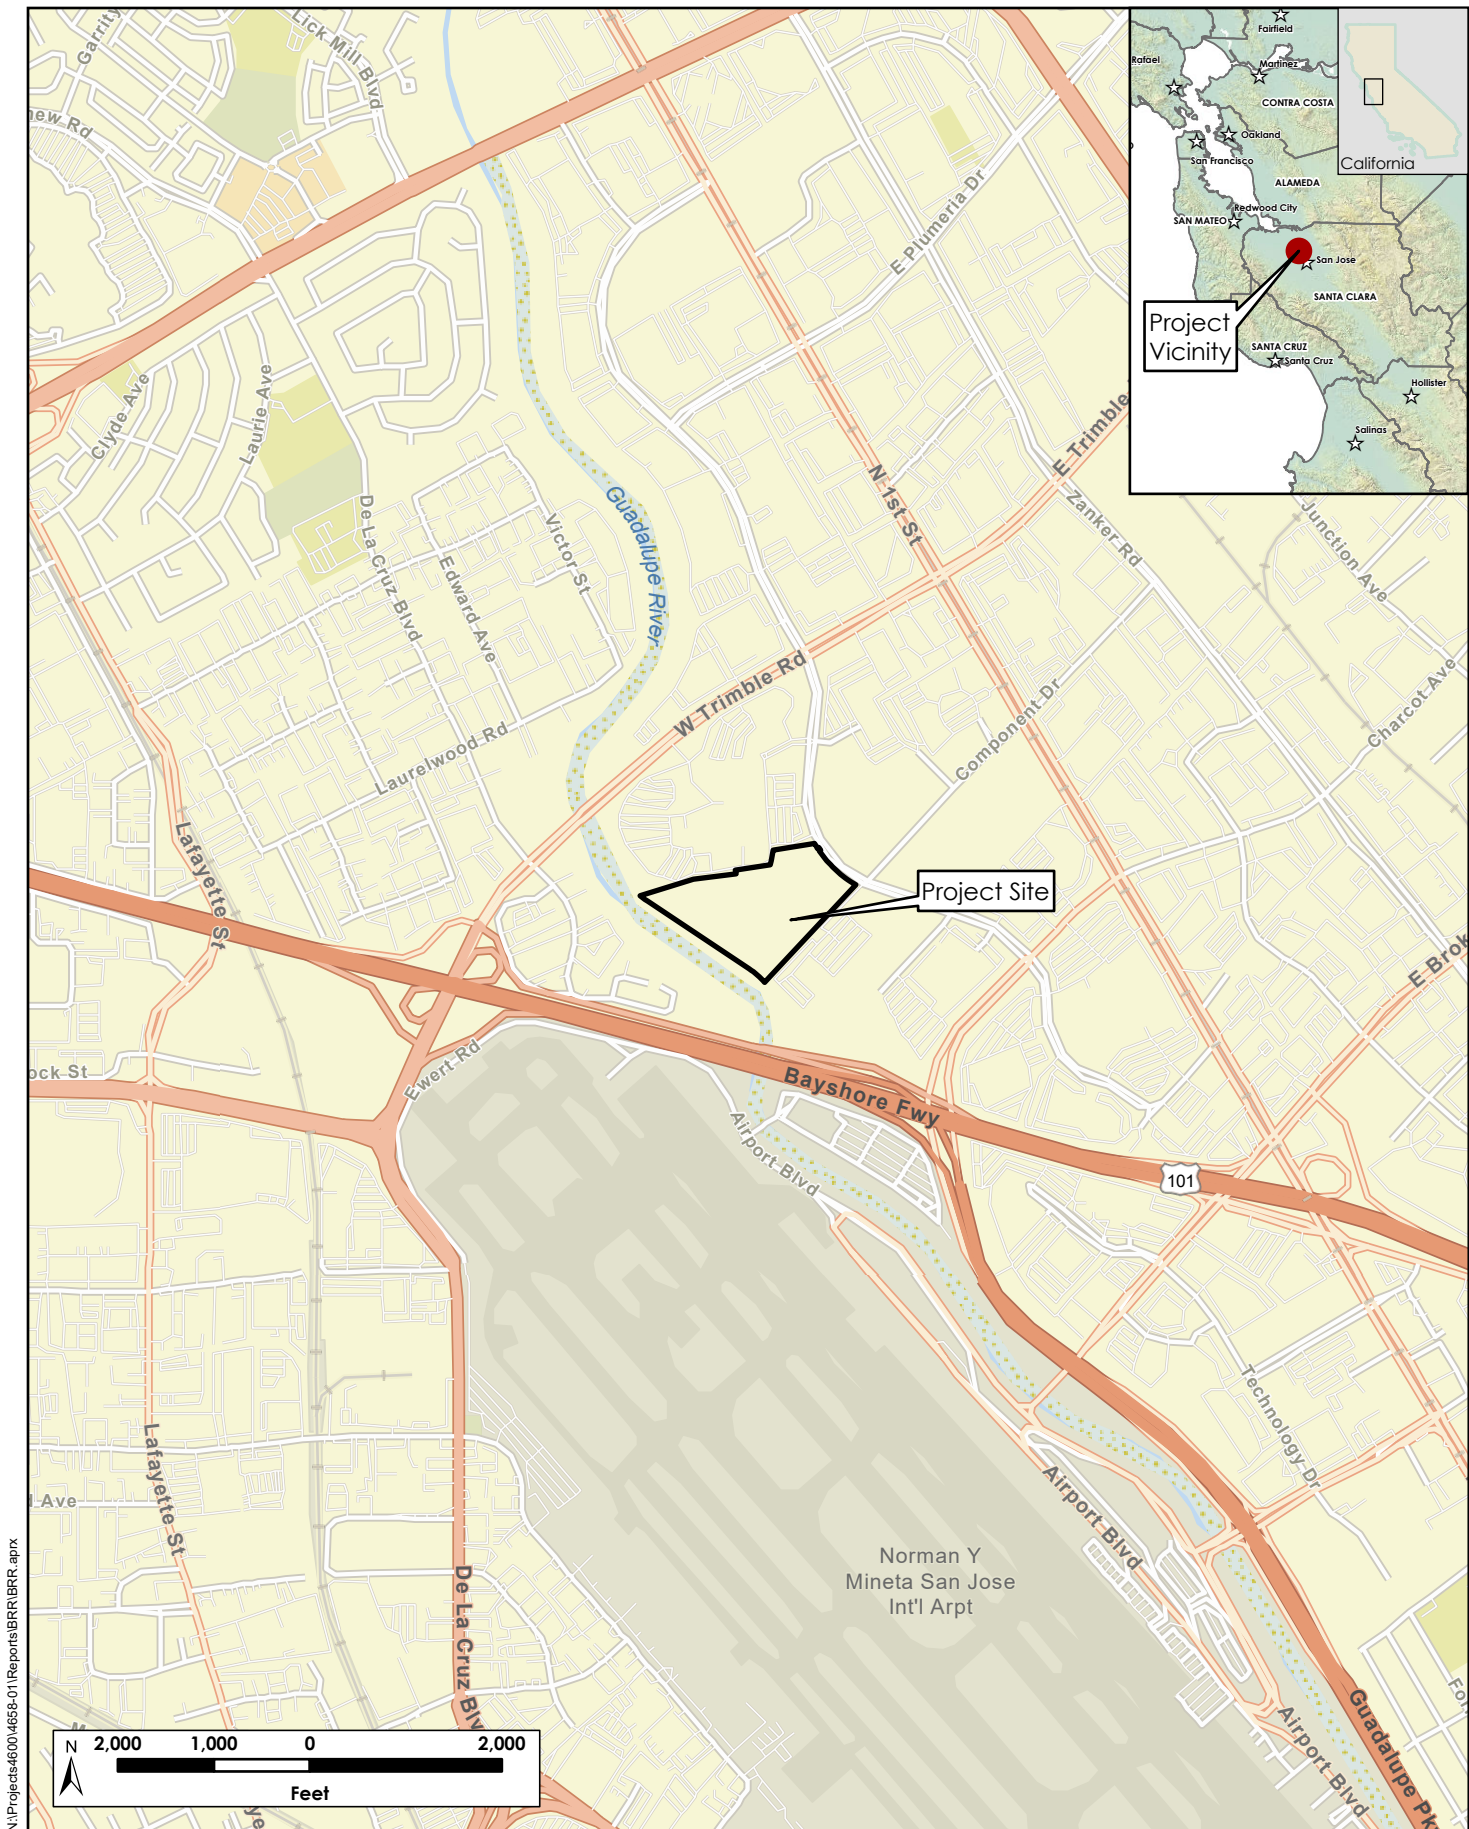 Garrity
Lick Mill Blvd
new Rd
Clyde Ave
Laurie Ave
De La Cruz Blvd
Edward Ave
Victor St
Guadalupe River
E Plumeria Dr
N 1st St
E Trimble
Zanker Rd
Junction Ave
Charcot Ave
W Trimble Rd
Component Dr
Laurelwood Rd
Lafayette St
Project Site
E Brok
ock St
Ewert Rd
Bayshore Fwy
101
Airport Blvd
Technology Dr
Lafayette St
l Ave
De La Cruz Blv
Airport Blvd
Norman Y
Mineta San Jose
Int'l Arpt
Guadalupe Pk
Airport Blvd
Fairfield
Rafael
Martinez
CONTRA COSTA
Oakland
San Francisco
California
ALAMEDA
Redwood City
SAN MATEO
San Jose
SANTA CLARA
Project
Vicinity
SANTA CRUZ
Santa Cruz
Hollister
Salinas
N
2,000 1,000 0 2,000
Feet
N:\Projects4600\4658-01\Reports\BRR\BRR.aprx